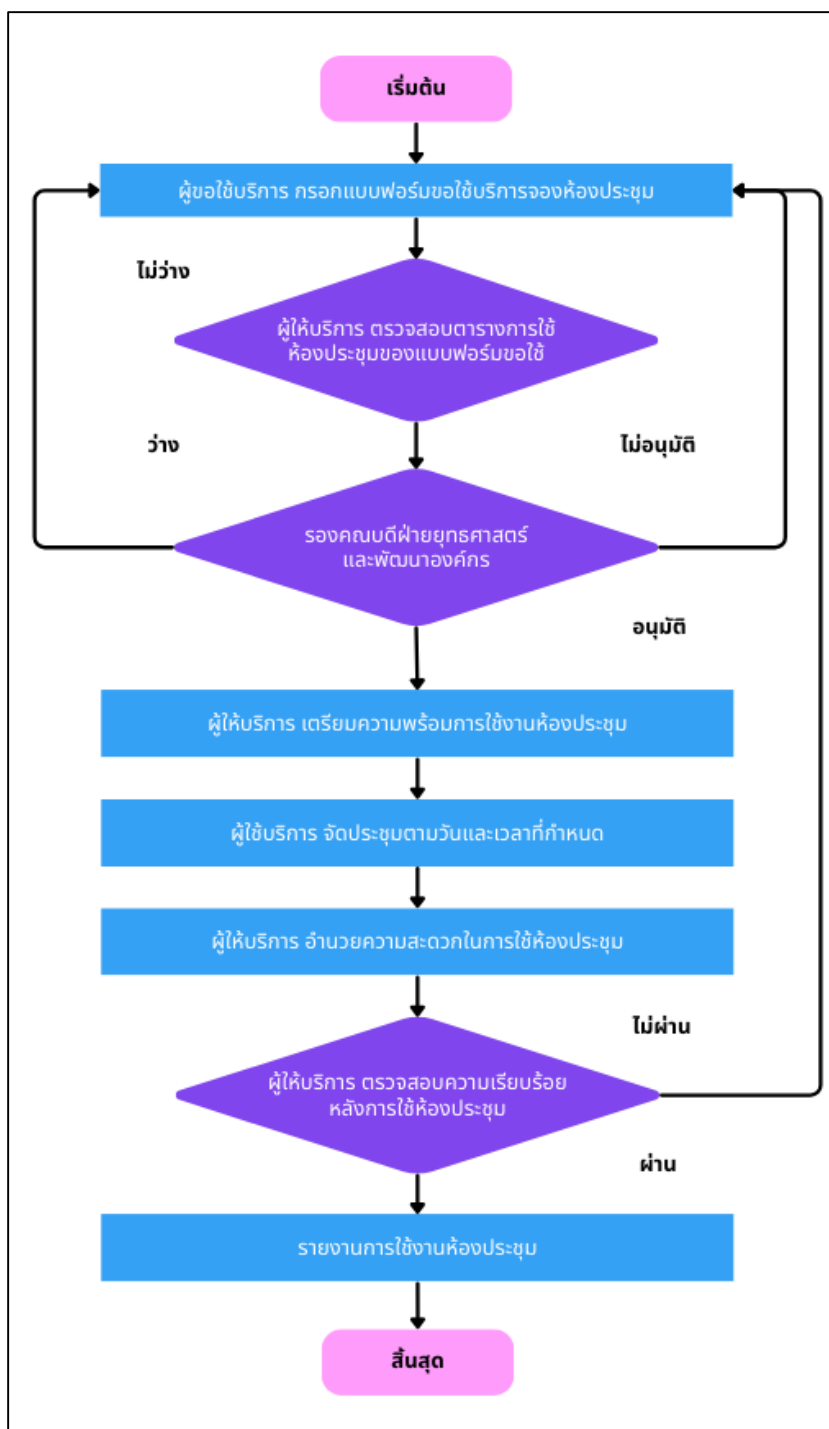 เริ่มต้น
ผู้ขอใช้บริการ กรอกแบบฟอร์มขอใช้บริการจองห้องประชุม
ไม่ว่าง
ผู้ให้บริการ ตรวจสอบตารางการใช้
ห้องประชุมของแบบฟอร์มขอใช้
ว่าง
ไม่อนุมัติ
รองคณบดีฝ่ายยุทธศาสตร์
และพัฒนาองค์กร
อนุมัติ
ผู้ให้บริการ เตรียมความพร้อมการใช้งานห้องประชุม
ผู้ใช้บริการ จัดประชุมตามวันและเวลาที่กำหนด
ผู้ให้บริการ อำนวยความสะดวกในการใช้ห้องประชุม
ไม่ผ่าน
ผู้ให้บริการ ตรวจสอบความเรียบร้อย
หลังการใช้ห้องประชุม
ผ่าน
รายงานการใช้งานห้องประชุม
สิ้นสุด